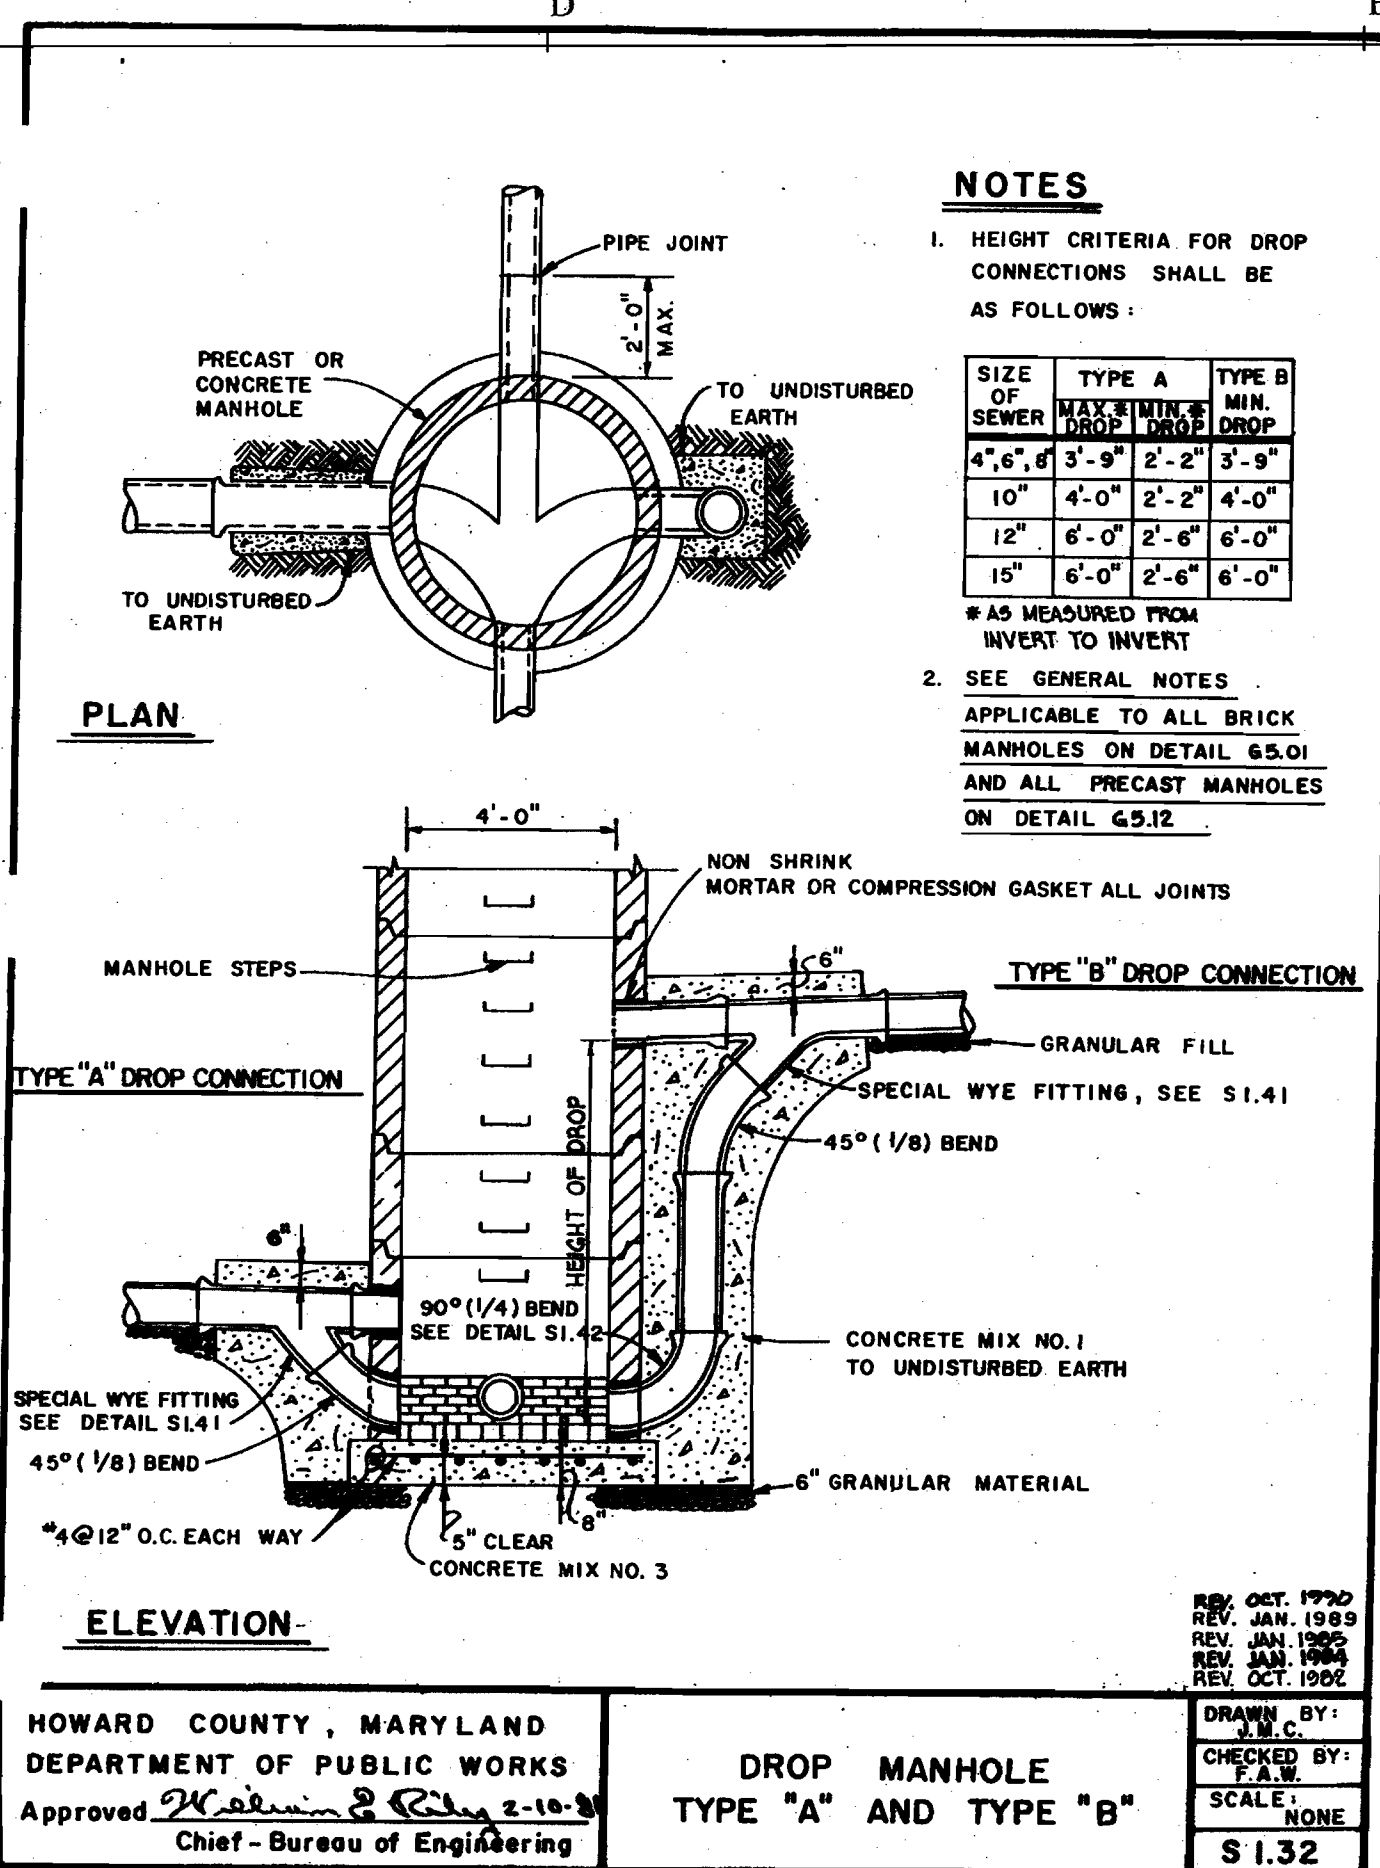 D
PIPE JOINT
2'-0"
MAX.
PRECAST OR
CONCRETE
MANHOLE
TO UNDISTURBED
EARTH
TO UNDISTURBED
EARTH
PLAN
NOTES
1. HEIGHT CRITERIA FOR DROP
CONNECTIONS SHALL BE
AS FOLLOWS :
SIZE OF SEWER TYPE A TYPE B MIN. DROP
MAX.* DROP MIN.* DROP
4",6",8" 3'-9" 2'-2" 3'-9"
10" 4'-0" 2'-2" 4'-0"
12" 6'-0" 2'-6" 6'-0"
15" 6'-0" 2'-6" 6'-0"
* AS MEASURED FROM
INVERT TO INVERT
2. SEE GENERAL NOTES
APPLICABLE TO ALL BRICK
MANHOLES ON DETAIL G5.01
AND ALL PRECAST MANHOLES
ON DETAIL G5.12
4'-0"
NON SHRINK
MORTAR OR COMPRESSION GASKET ALL JOINTS
MANHOLE STEPS
6"
TYPE "B" DROP CONNECTION
GRANULAR FILL
TYPE "A" DROP CONNECTION
SPECIAL WYE FITTING, SEE S1.41
45° (1/8) BEND
HEIGHT OF DROP
6"
90° (1/4) BEND
SEE DETAIL S1.42
CONCRETE MIX NO. 1
TO UNDISTURBED EARTH
SPECIAL WYE FITTING
SEE DETAIL S1.41
45° (1/8) BEND
6" GRANULAR MATERIAL
#4@12" O.C. EACH WAY
5" CLEAR
8"
CONCRETE MIX NO. 3
ELEVATION
REV. OCT. 1990
REV. JAN. 1989
REV. JAN. 1985
REV. JAN. 1984
REV. OCT. 1982
HOWARD COUNTY, MARYLAND
DEPARTMENT OF PUBLIC WORKS
Approved William E Riley 2-10-
Chief - Bureau of Engineering
DROP MANHOLE
TYPE "A" AND TYPE "B"
DRAWN BY:
J.M.C.
CHECKED BY:
F.A.W.
SCALE:
NONE
S 1.32